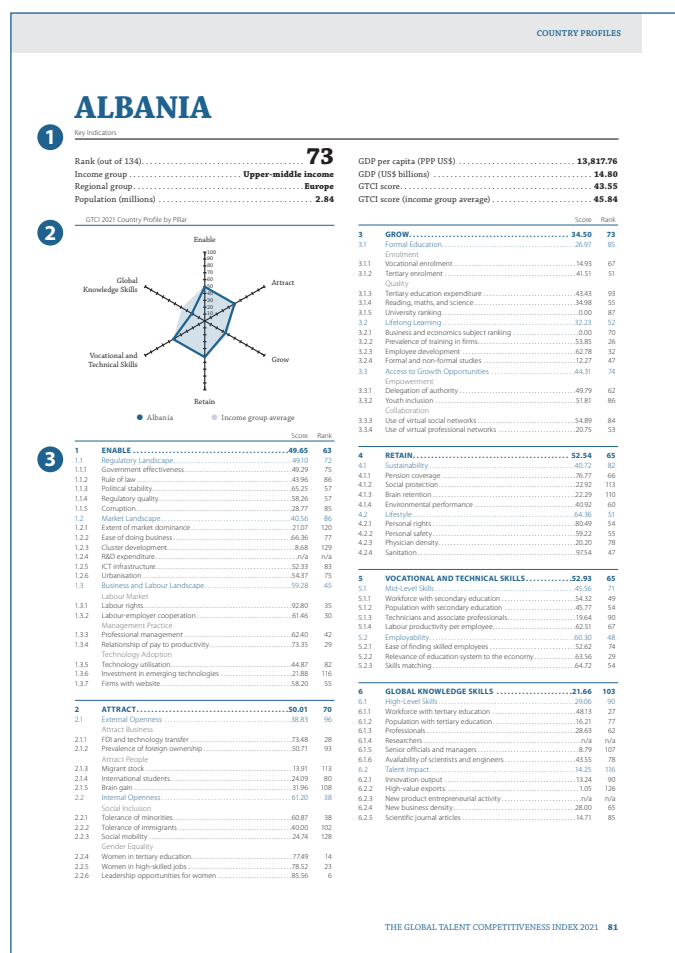 COUNTRY PROFILES
ALBANIA
1
Key Indicators
Rank (out of 134) 73
Income group Upper-middle income
Regional group Europe
Population (millions) 2.84
GDP per capita (PPP US$) 13,817.76
GDP (US$ billions) 14.80
GTCI score 43.55
GTCI score (income group average) 45.84
2
GTCI 2021 Country Profile by Pillar
Enable
100
90
80
70
60
50
40
30
20
10
Attract
Grow
Retain
Vocational and
Technical Skills
Global
Knowledge Skills
Albania Income group average
3
Score Rank
1 ENABLE 49.65 63
1.1 Regulatory Landscape 49.10 72
1.1.1 Government effectiveness 49.29 75
1.1.2 Rule of law 43.96 86
1.1.3 Political stability 65.25 57
1.1.4 Regulatory quality 58.26 57
1.1.5 Corruption 28.77 85
1.2 Market Landscape 40.56 86
1.2.1 Extent of market dominance 21.07 120
1.2.2 Ease of doing business 66.36 77
1.2.3 Cluster development 8.68 129
1.2.4 R&D expenditure n/a n/a
1.2.5 ICT infrastructure 52.33 83
1.2.6 Urbanisation 54.37 75
1.3 Business and Labour Landscape 59.28 45
Labour Market
1.3.1 Labour rights 92.80 35
1.3.2 Labour-employer cooperation 61.46 30
Management Practice
1.3.3 Professional management 62.40 42
1.3.4 Relationship of pay to productivity 73.35 29
Technology Adoption
1.3.5 Technology utilisation 44.87 82
1.3.6 Investment in emerging technologies 21.88 116
1.3.7 Firms with website 58.20 55
2 ATTRACT 50.01 70
2.1 External Openness 38.83 96
Attract Business
2.1.1 FDI and technology transfer 73.48 28
2.1.2 Prevalence of foreign ownership 50.71 93
Attract People
2.1.3 Migrant stock 13.91 113
2.1.4 International students 24.09 80
2.1.5 Brain gain 31.96 108
2.2 Internal Openness 61.20 38
Social Inclusion
2.2.1 Tolerance of minorities 60.87 38
2.2.2 Tolerance of immigrants 40.00 102
2.2.3 Social mobility 24.74 128
Gender Equality
2.2.4 Women in tertiary education 77.49 14
2.2.5 Women in high-skilled jobs 78.52 23
2.2.6 Leadership opportunities for women 85.56 6
Score Rank
3 GROW 34.50 73
3.1 Formal Education 26.97 85
Enrolment
3.1.1 Vocational enrolment 14.93 67
3.1.2 Tertiary enrolment 41.51 51
Quality
3.1.3 Tertiary education expenditure 43.43 93
3.1.4 Reading, maths, and science 34.98 55
3.1.5 University ranking 0.00 87
3.2 Lifelong Learning 32.23 52
3.2.1 Business and economics subject ranking 0.00 70
3.2.2 Prevalence of training in firms 53.85 26
3.2.3 Employee development 62.78 32
3.2.4 Formal and non-formal studies 12.27 47
3.3 Access to Growth Opportunities 44.31 74
Empowerment
3.3.1 Delegation of authority 49.79 62
3.3.2 Youth inclusion 51.81 86
Collaboration
3.3.3 Use of virtual social networks 54.89 84
3.3.4 Use of virtual professional networks 20.75 53
4 RETAIN 52.54 65
4.1 Sustainability 40.72 82
4.1.1 Pension coverage 76.77 66
4.1.2 Social protection 22.92 113
4.1.3 Brain retention 22.29 110
4.1.4 Environmental performance 40.92 60
4.2 Lifestyle 64.36 51
4.2.1 Personal rights 80.49 54
4.2.2 Personal safety 59.22 55
4.2.3 Physician density 20.20 78
4.2.4 Sanitation 97.54 47
5 VOCATIONAL AND TECHNICAL SKILLS 52.93 65
5.1 Mid-Level Skills 45.56 71
5.1.1 Workforce with secondary education 54.32 49
5.1.2 Population with secondary education 45.77 54
5.1.3 Technicians and associate professionals 19.64 90
5.1.4 Labour productivity per employee 62.51 67
5.2 Employability 60.30 48
5.2.1 Ease of finding skilled employees 52.62 74
5.2.2 Relevance of education system to the economy 63.56 29
5.2.3 Skills matching 64.72 54
6 GLOBAL KNOWLEDGE SKILLS 21.66 103
6.1 High-Level Skills 29.06 90
6.1.1 Workforce with tertiary education 48.13 27
6.1.2 Population with tertiary education 16.21 77
6.1.3 Professionals 28.63 62
6.1.4 Researchers n/a n/a
6.1.5 Senior officials and managers 8.79 107
6.1.6 Availability of scientists and engineers 43.55 78
6.2 Talent Impact 14.25 116
6.2.1 Innovation output 13.24 90
6.2.2 High-value exports 1.05 126
6.2.3 New product entrepreneurial activity n/a n/a
6.2.4 New business density 28.00 65
6.2.5 Scientific journal articles 14.71 85
THE GLOBAL TALENT COMPETITIVENESS INDEX 2021 81